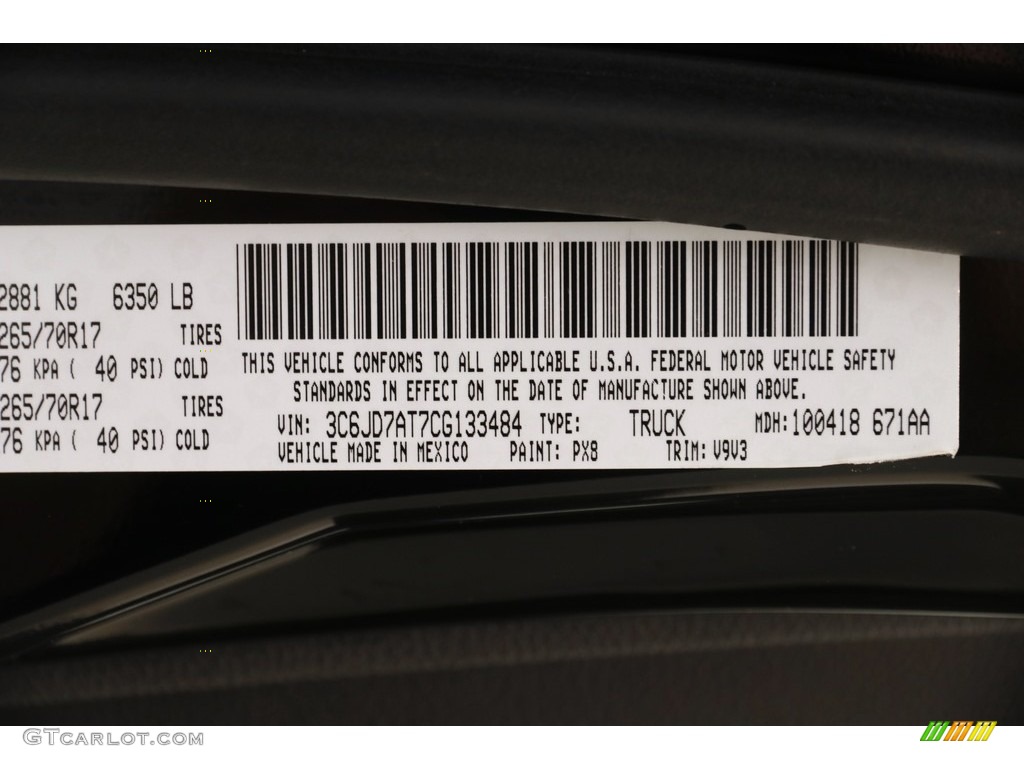 2881 KG 6350 LB
265/70R17 TIRES
76 KPA ( 40 PSI) COLD
265/70R17 TIRES
76 KPA ( 40 PSI) COLD
THIS VEHICLE CONFORMS TO ALL APPLICABLE U.S.A. FEDERAL MOTOR VEHICLE SAFETY
STANDARDS IN EFFECT ON THE DATE OF MANUFACTURE SHOWN ABOVE.
VIN: 3C6JD7AT7CG133484 TYPE: TRUCK MDH:100418 671AA
VEHICLE MADE IN MEXICO PAINT: PX8 TRIM: V9V3
GTCARLOT.COM